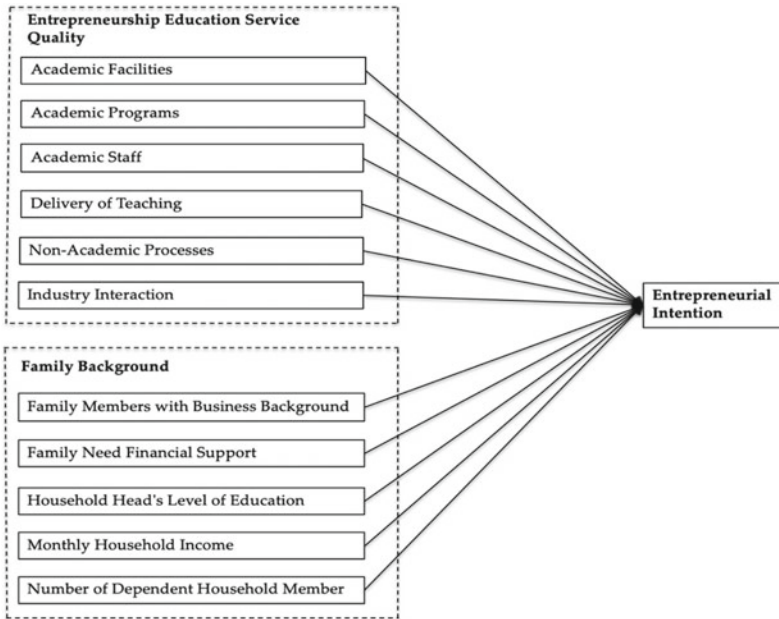 Entrepreneurship Education Service
Quality
Academic Facilities
Academic Programs
Academic Staff
Delivery of Teaching
Non-Academic Processes
Industry Interaction
Entrepreneurial
Intention
Family Background
Family Members with Business Background
Family Need Financial Support
Household Head's Level of Education
Monthly Household Income
Number of Dependent Household Member